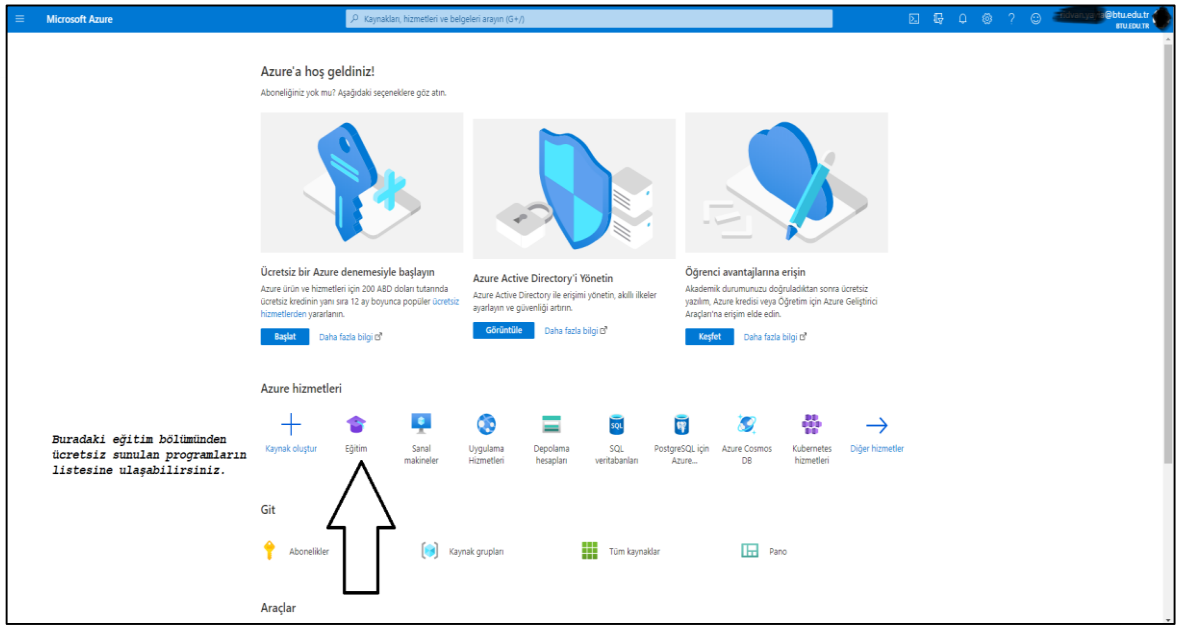 Microsoft Azure
Kaynakları, hizmetleri ve belgeleri arayın (G+/)
@btu.edu.tr
BTU.EDU.TR
Azure'a hoş geldiniz!
Aboneliğiniz yok mu? Aşağıdaki seçeneklere göz atın.
Ücretsiz bir Azure denemesiyle başlayın
Azure ürün ve hizmetleri için 200 ABD doları tutarında
ücretsiz kredinin yanı sıra 12 ay boyunca popüler ücretsiz
hizmetlerden yararlanın.
Başlat Daha fazla bilgi
Azure Active Directory'i Yönetin
Azure Active Directory ile erişimi yönetin, akıllı ilkeler
ayarlayın ve güvenliği artırın.
Görüntüle Daha fazla bilgi
Öğrenci avantajlarına erişin
Akademik durumunuzu doğruladıktan sonra ücretsiz
yazılım, Azure kredisi veya Öğretim için Azure Geliştirici
Araçları'na erişim elde edin.
Keşfet Daha fazla bilgi
Azure hizmetleri
Kaynak oluştur
Eğitim
Sanal
makineler
Uygulama
Hizmetleri
Depolama
hesapları
SQL
SQL
veritabanları
PostgreSQL için
Azure...
Azure Cosmos
DB
Kubernetes
hizmetleri
Diğer hizmetler
Buradaki eğitim bölümünden
ücretsiz sunulan programların
listesine ulaşabilirsiniz.
Git
Abonelikler
Kaynak grupları
Tüm kaynaklar
Pano
Araçlar